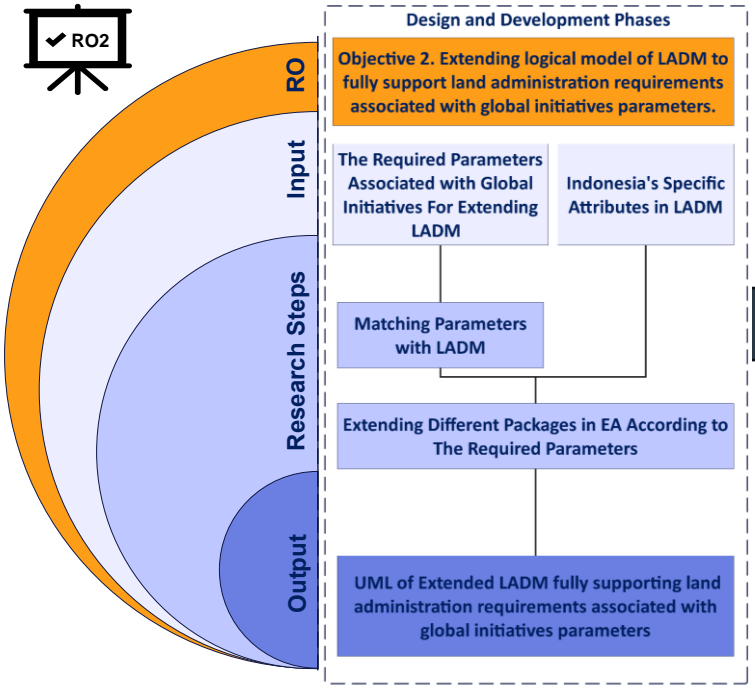 RO2
Design and Development Phases
RO
Objective 2. Extending logical model of LADM to
fully support land administration requirements
associated with global initiatives parameters.
Input
The Required Parameters
Associated with Global
Initiatives For Extending
LADM
Indonesia's Specific
Attributes in LADM
Research Steps
Matching Parameters
with LADM
Extending Different Packages in EA According to
The Required Parameters
Output
UML of Extended LADM fully supporting land
administration requirements associated with
global initiatives parameters